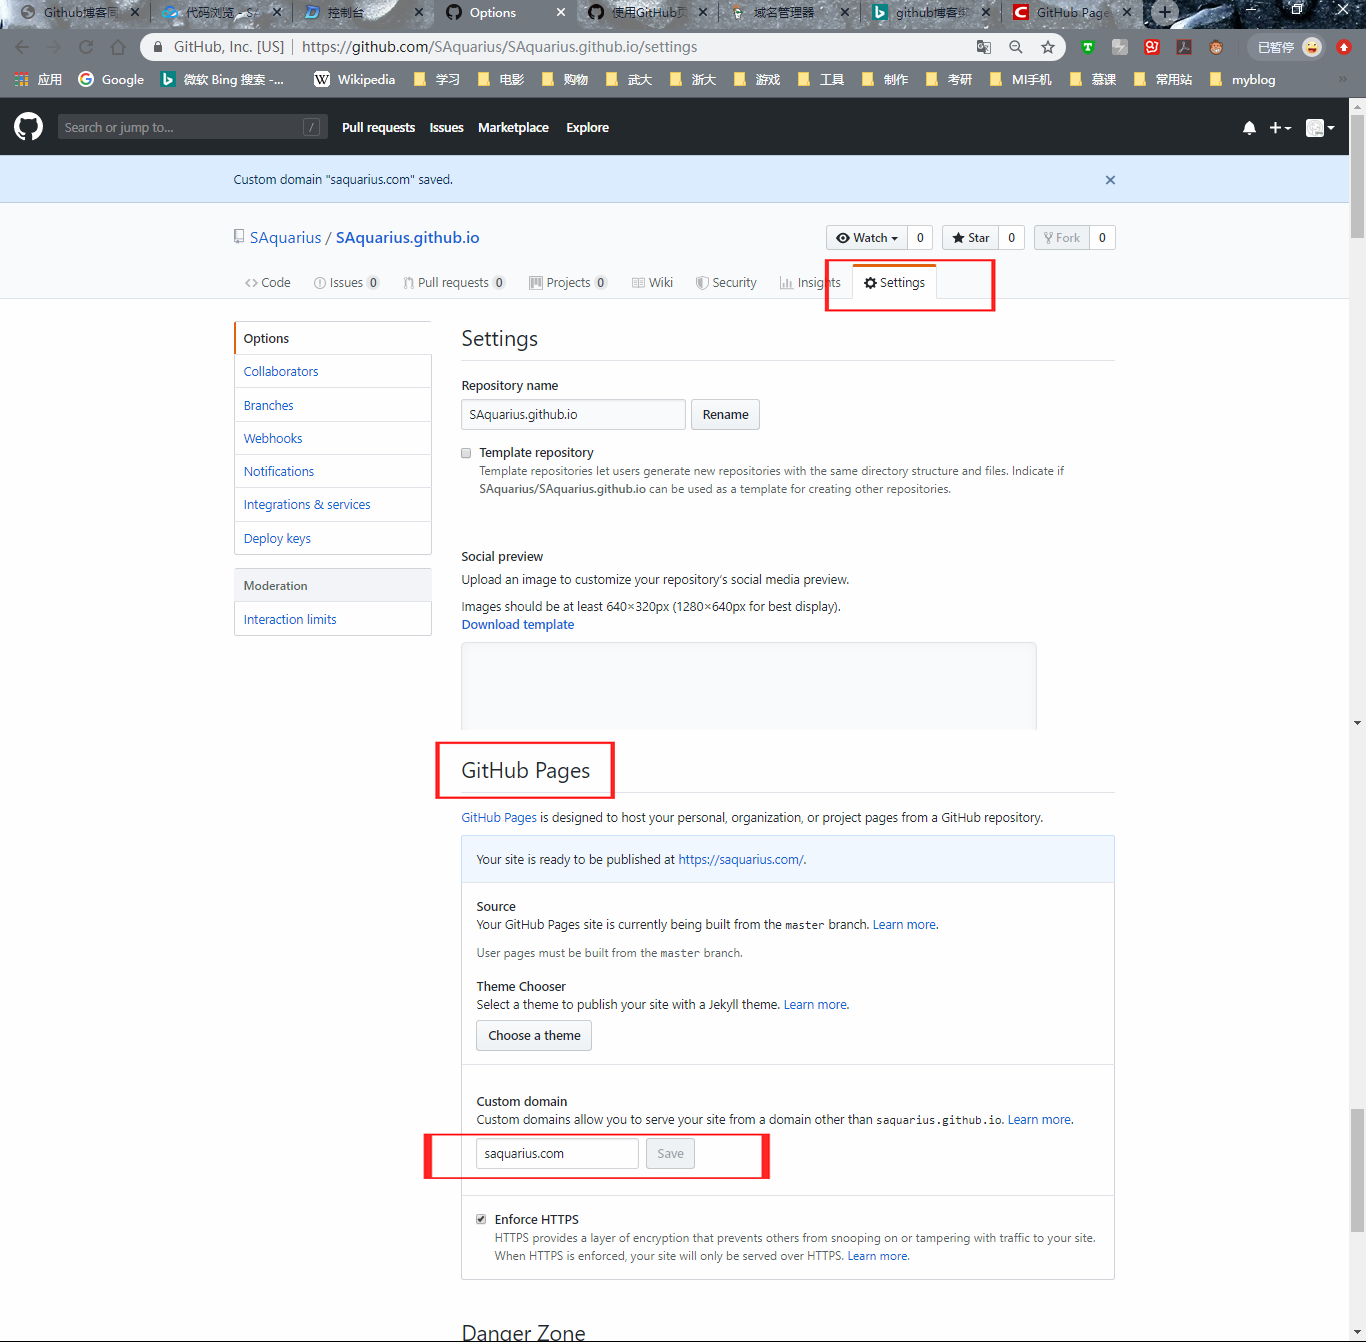 Github博客同
代码浏览 - SA
控制台
Options
使用GitHub页
域名管理器
github博客绑
GitHub Page
GitHub, Inc. [US] | https://github.com/SAquarius/SAquarius.github.io/settings
已暂停
应用 Google 微软 Bing 搜索 -... Wikipedia 学习 电影 购物 武大 浙大 游戏 工具 制作 考研 MI手机 慕课 常用站 myblog »
Search or jump to... / Pull requests Issues Marketplace Explore
Custom domain "saquarius.com" saved.
SAquarius / SAquarius.github.io
Watch 0 Star 0 Fork 0
Code Issues 0 Pull requests 0 Projects 0 Wiki Security Insights Settings
Options
Collaborators
Branches
Webhooks
Notifications
Integrations & services
Deploy keys
Moderation
Interaction limits
Settings
Repository name
SAquarius.github.io Rename
Template repository
Template repositories let users generate new repositories with the same directory structure and files. Indicate if
SAquarius/SAquarius.github.io can be used as a template for creating other repositories.
Social preview
Upload an image to customize your repository's social media preview.
Images should be at least 640×320px (1280×640px for best display).
Download template
GitHub Pages
GitHub Pages is designed to host your personal, organization, or project pages from a GitHub repository.
Your site is ready to be published at https://saquarius.com/.
Source
Your GitHub Pages site is currently being built from the master branch. Learn more.
User pages must be built from the master branch.
Theme Chooser
Select a theme to publish your site with a Jekyll theme. Learn more.
Choose a theme
Custom domain
Custom domains allow you to serve your site from a domain other than saquarius.github.io. Learn more.
saquarius.com Save
Enforce HTTPS
HTTPS provides a layer of encryption that prevents others from snooping on or tampering with traffic to your site.
When HTTPS is enforced, your site will only be served over HTTPS. Learn more.
Danger Zone